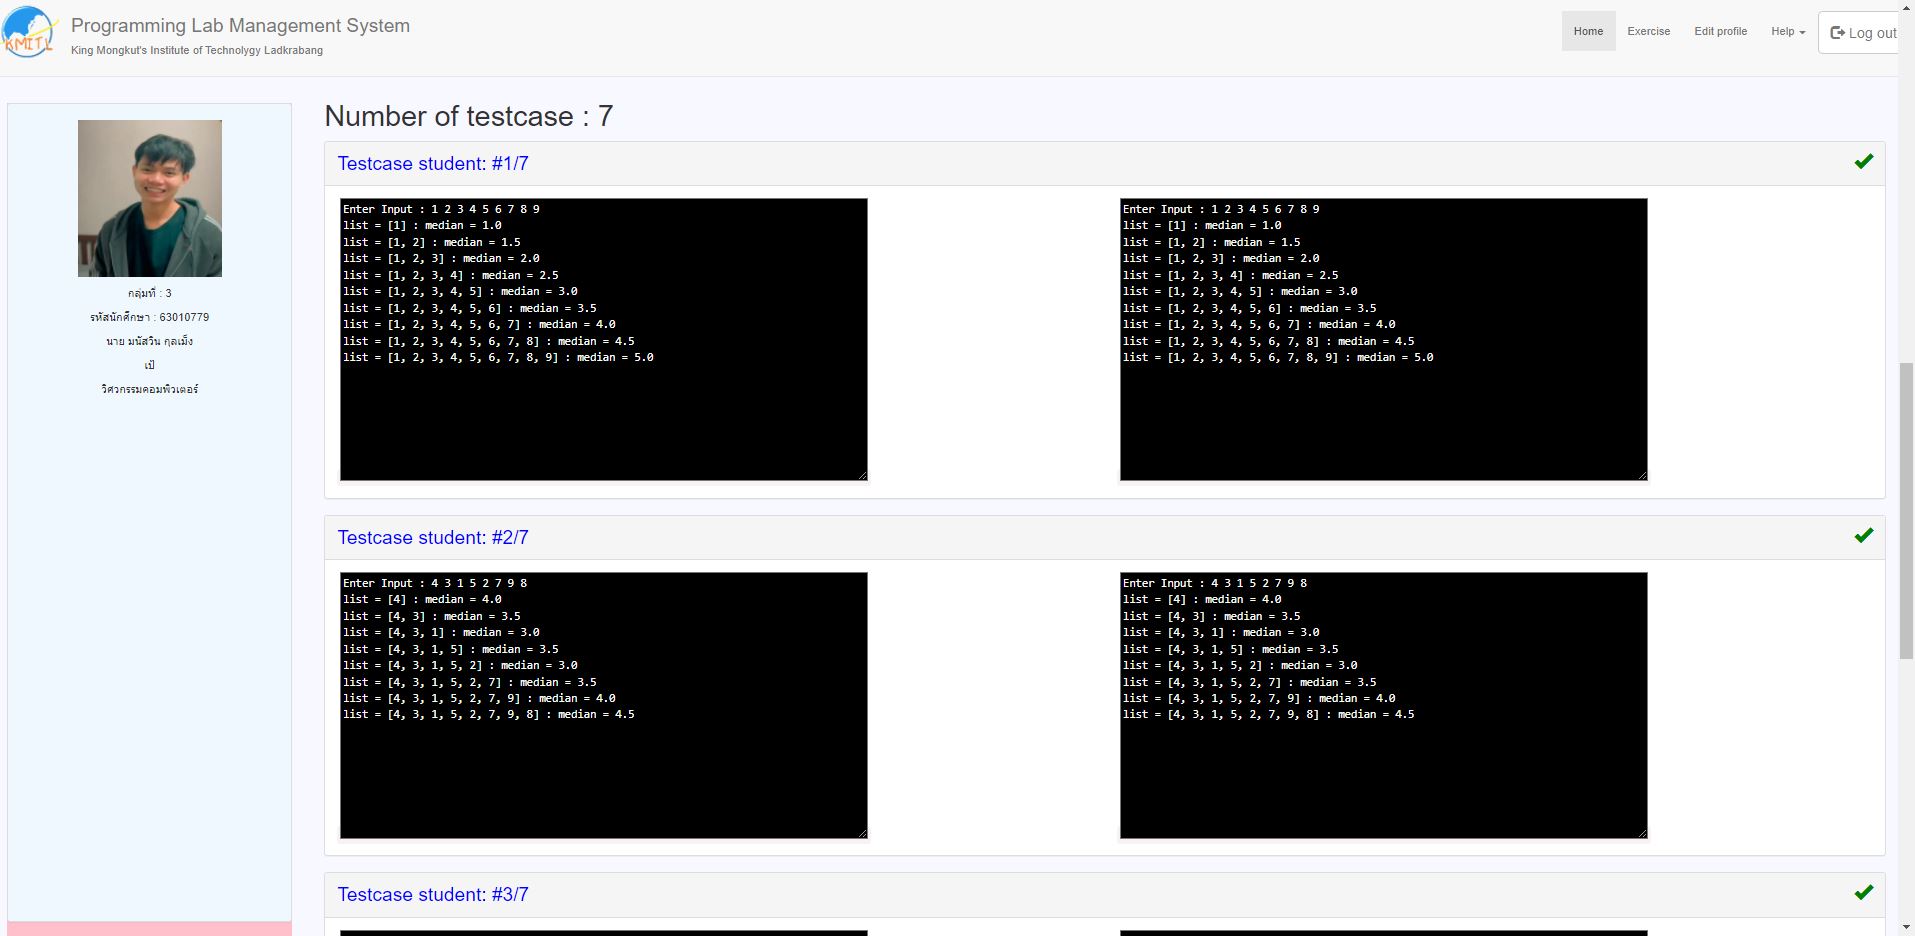 KMITL
Programming Lab Management System
King Mongkut's Institute of Technolygy Ladkrabang
Home
Exercise
Edit profile
Help
Log out
กลุ่มที่ : 3
รหัสนักศึกษา : 63010779
นาย มนัสวิน กุลเม็ง
เป้
วิศวกรรมคอมพิวเตอร์
Number of testcase : 7
Testcase student: #1/7
Enter Input : 1 2 3 4 5 6 7 8 9
list = [1] : median = 1.0
list = [1, 2] : median = 1.5
list = [1, 2, 3] : median = 2.0
list = [1, 2, 3, 4] : median = 2.5
list = [1, 2, 3, 4, 5] : median = 3.0
list = [1, 2, 3, 4, 5, 6] : median = 3.5
list = [1, 2, 3, 4, 5, 6, 7] : median = 4.0
list = [1, 2, 3, 4, 5, 6, 7, 8] : median = 4.5
list = [1, 2, 3, 4, 5, 6, 7, 8, 9] : median = 5.0
Enter Input : 1 2 3 4 5 6 7 8 9
list = [1] : median = 1.0
list = [1, 2] : median = 1.5
list = [1, 2, 3] : median = 2.0
list = [1, 2, 3, 4] : median = 2.5
list = [1, 2, 3, 4, 5] : median = 3.0
list = [1, 2, 3, 4, 5, 6] : median = 3.5
list = [1, 2, 3, 4, 5, 6, 7] : median = 4.0
list = [1, 2, 3, 4, 5, 6, 7, 8] : median = 4.5
list = [1, 2, 3, 4, 5, 6, 7, 8, 9] : median = 5.0
Testcase student: #2/7
Enter Input : 4 3 1 5 2 7 9 8
list = [4] : median = 4.0
list = [4, 3] : median = 3.5
list = [4, 3, 1] : median = 3.0
list = [4, 3, 1, 5] : median = 3.5
list = [4, 3, 1, 5, 2] : median = 3.0
list = [4, 3, 1, 5, 2, 7] : median = 3.5
list = [4, 3, 1, 5, 2, 7, 9] : median = 4.0
list = [4, 3, 1, 5, 2, 7, 9, 8] : median = 4.5
Enter Input : 4 3 1 5 2 7 9 8
list = [4] : median = 4.0
list = [4, 3] : median = 3.5
list = [4, 3, 1] : median = 3.0
list = [4, 3, 1, 5] : median = 3.5
list = [4, 3, 1, 5, 2] : median = 3.0
list = [4, 3, 1, 5, 2, 7] : median = 3.5
list = [4, 3, 1, 5, 2, 7, 9] : median = 4.0
list = [4, 3, 1, 5, 2, 7, 9, 8] : median = 4.5
Testcase student: #3/7